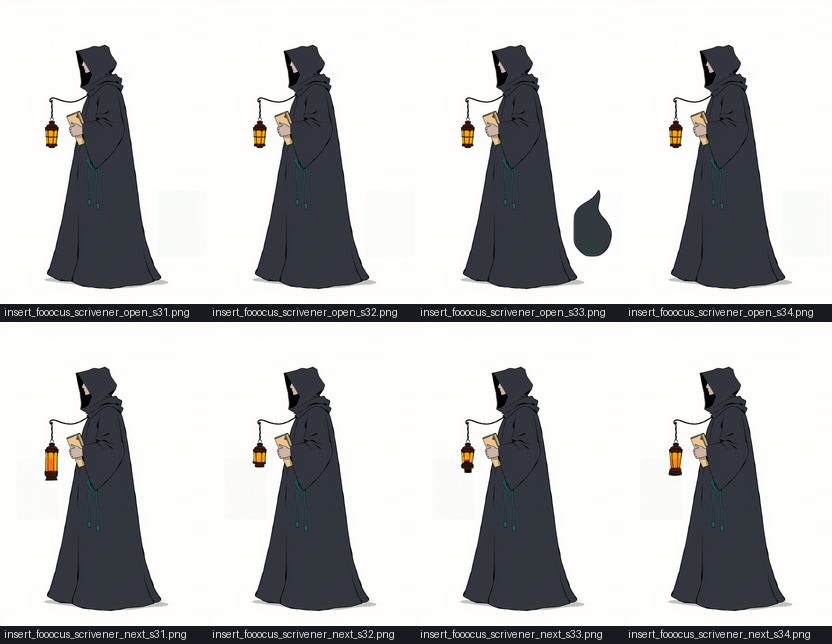 insert_fooocus_scrivener_open_s31.png
insert_fooocus_scrivener_open_s32.png
insert_fooocus_scrivener_open_s33.png
insert_fooocus_scrivener_open_s34.png
insert_fooocus_scrivener_next_s31.png
insert_fooocus_scrivener_next_s32.png
insert_fooocus_scrivener_next_s33.png
insert_fooocus_scrivener_next_s34.png